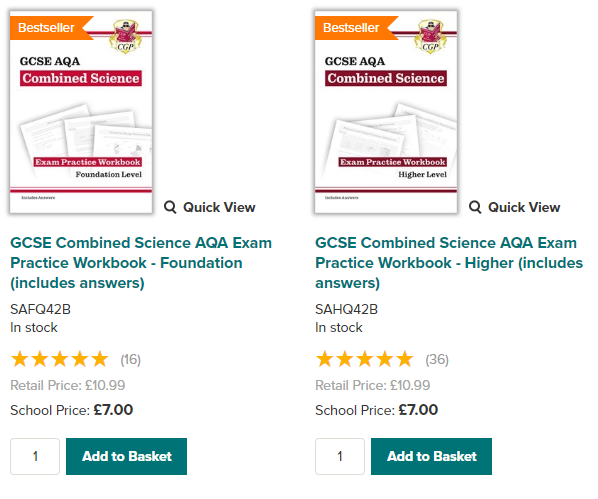 Bestseller
CGP
GCSE AQA
Combined Science
Exam Practice Workbook
Foundation Level
Includes Answers
Quick View
GCSE Combined Science AQA Exam
Practice Workbook - Foundation
(includes answers)
SAFQ42B
In stock
(16)
Retail Price: £10.99
School Price: £7.00
1
Add to Basket
Bestseller
CGP
GCSE AQA
Combined Science
Exam Practice Workbook
Higher Level
Includes Answers
Quick View
GCSE Combined Science AQA Exam
Practice Workbook - Higher (includes
answers)
SAHQ42B
In stock
(36)
Retail Price: £10.99
School Price: £7.00
1
Add to Basket